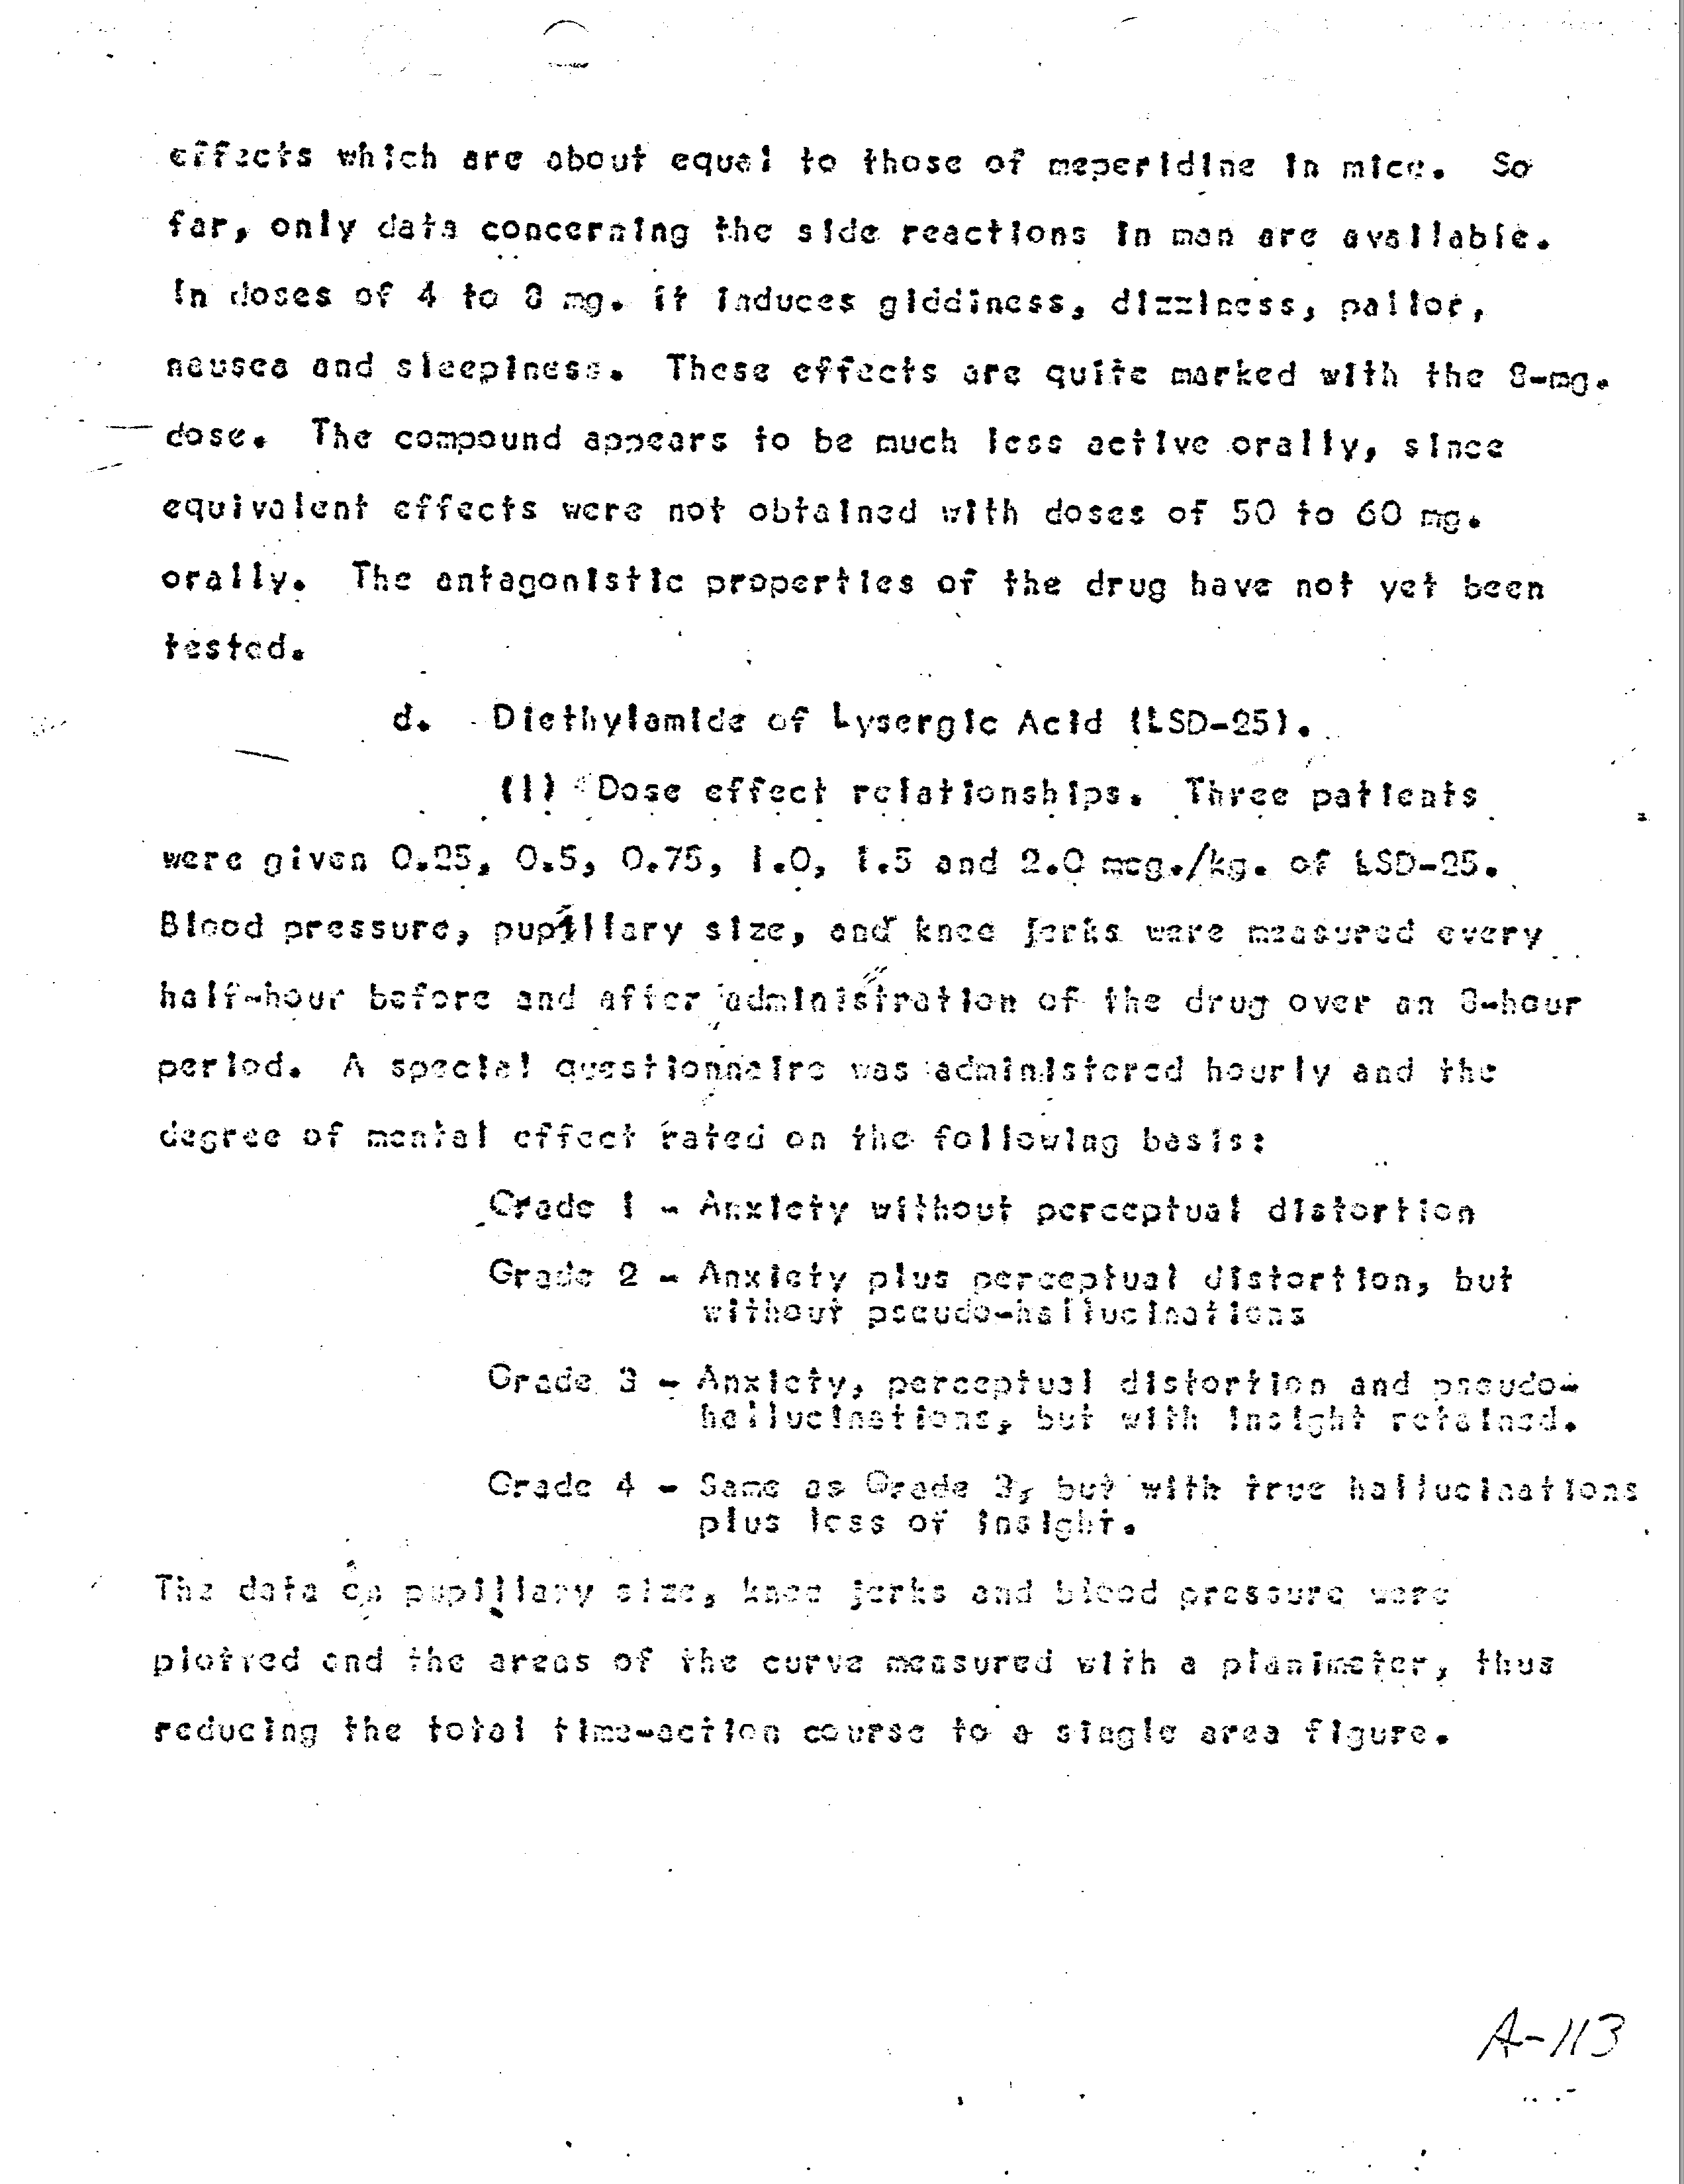 effects which are about equal to those of meperidine in mice. So
far, only data concerning the side reactions in man are available.
In doses of 4 to 8 mg. it induces giddiness, dizziness, pallor,
nausea and sleepiness. These effects are quite marked with the 8-mg.
dose. The compound appears to be much less active orally, since
equivalent effects were not obtained with doses of 50 to 60 mg.
orally. The antagonistic properties of the drug have not yet been
tested.
d. Diethylamide of Lysergic Acid (LSD-25).
(1) Dose effect relationships. Three patients
were given 0.25, 0.5, 0.75, 1.0, 1.5 and 2.0 mcg./kg. of LSD-25.
Blood pressure, pupillary size, and knee jerks were measured every
half-hour before and after administration of the drug over an 8-hour
period. A special questionnaire was administered hourly and the
degree of mental effect rated on the following basis:
Grade 1 - Anxiety without perceptual distortion
Grade 2 - Anxiety plus perceptual distortion, but
without pseudo-hallucinations
Grade 3 - Anxiety, perceptual distortion and pseudo-
hallucinations, but with insight retained.
Grade 4 - Same as Grade 3, but with true hallucinations
plus loss of insight.
The data on pupillary size, knee jerks and blood pressure were
plotted and the areas of the curve measured with a planimeter, thus
reducing the total time-action course to a single area figure.
A-113